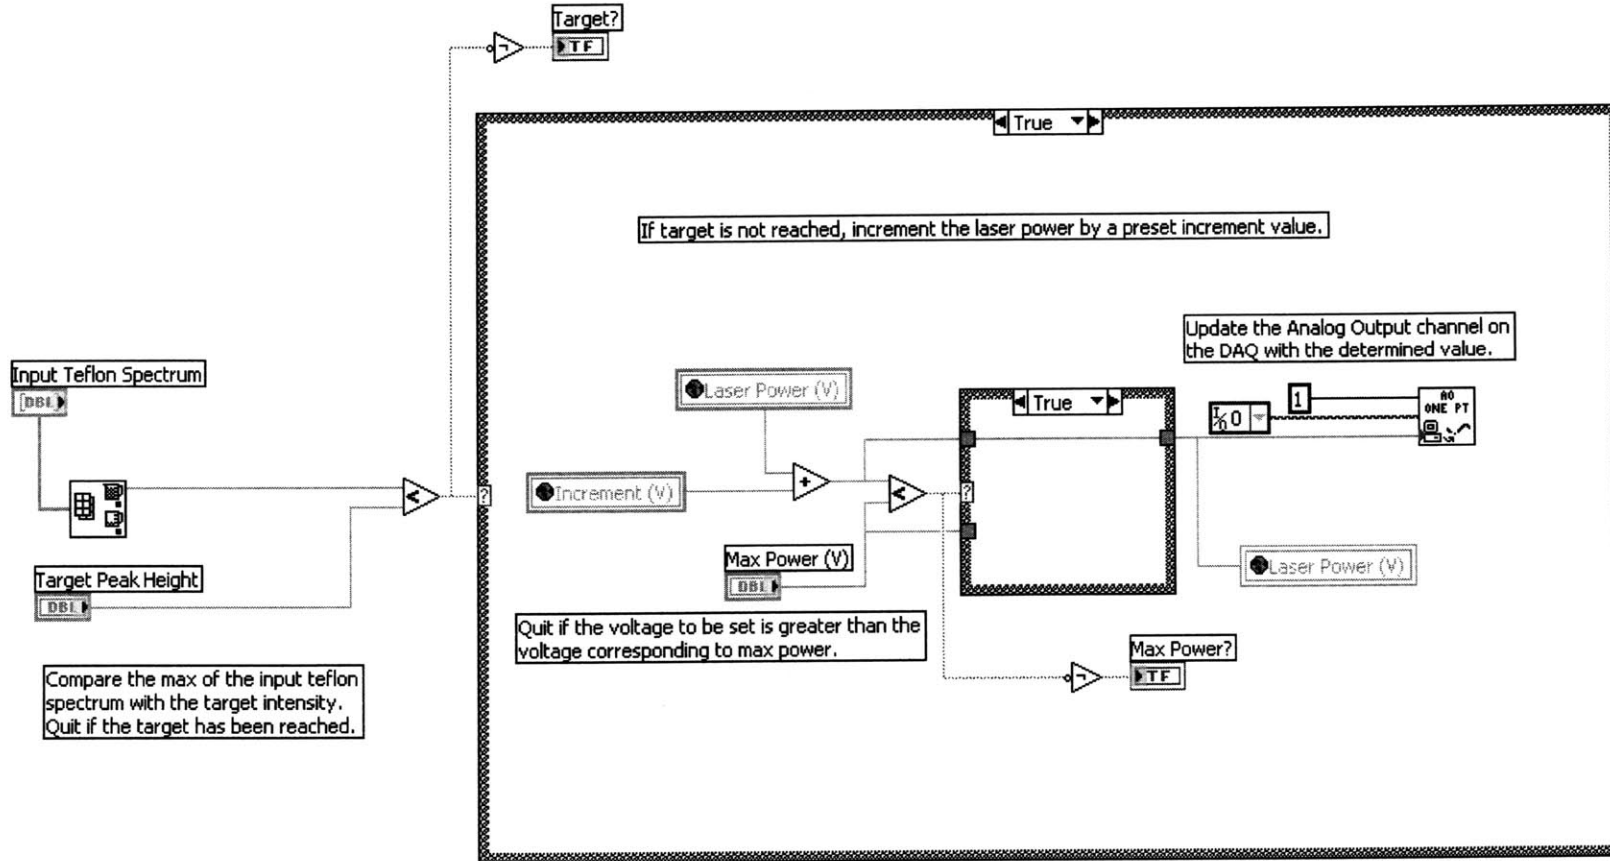 Target?
TF
True
If target is not reached, increment the laser power by a preset increment value.
Update the Analog Output channel on
the DAQ with the determined value.
Input Teflon Spectrum
[DBL]
Laser Power (V)
True
1
I/O 0
AO
ONE PT
Increment (V)
+
<
?
<
?
Max Power (V)
DBL
Laser Power (V)
Target Peak Height
DBL
Quit if the voltage to be set is greater than the
voltage corresponding to max power.
Max Power?
TF
Compare the max of the input teflon
spectrum with the target intensity.
Quit if the target has been reached.